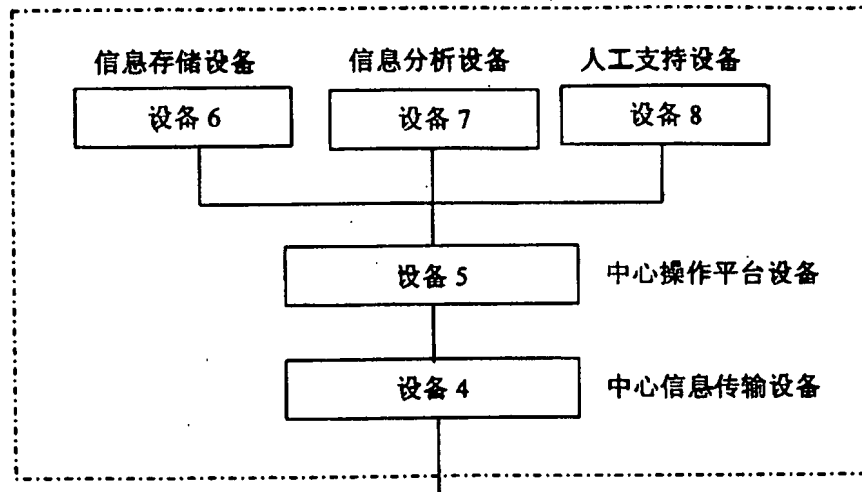 信息存储设备 信息分析设备 人工支持设备
设备 6 设备 7 设备 8
设备 5 中心操作平台设备
设备 4 中心信息传输设备